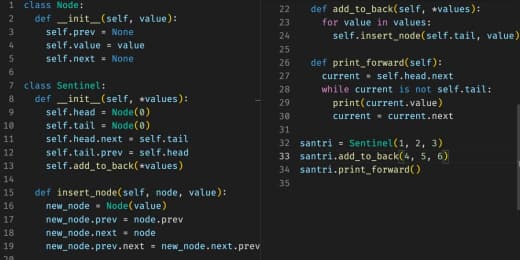 1 class Node:
2   def __init__(self, value):
3     self.prev = None
4     self.value = value
5     self.next = None
6
7 class Sentinel:
8   def __init__(self, *values):
9     self.head = Node(0)
10     self.tail = Node(0)
11     self.head.next = self.tail
12     self.tail.prev = self.head
13     self.add_to_back(*values)
14
15   def insert_node(self, node, value):
16     new_node = Node(value)
17     new_node.prev = node.prev
18     new_node.next = node
19     new_node.prev.next = new_node.next.prev
20
22   def add_to_back(self, *values):
23     for value in values:
24       self.insert_node(self.tail, value)
25
26   def print_forward(self):
27     current = self.head.next
28     while current is not self.tail:
29       print(current.value)
30       current = current.next
31
32 santri = Sentinel(1, 2, 3)
33 santri.add_to_back(4, 5, 6)
34 santri.print_forward()
35